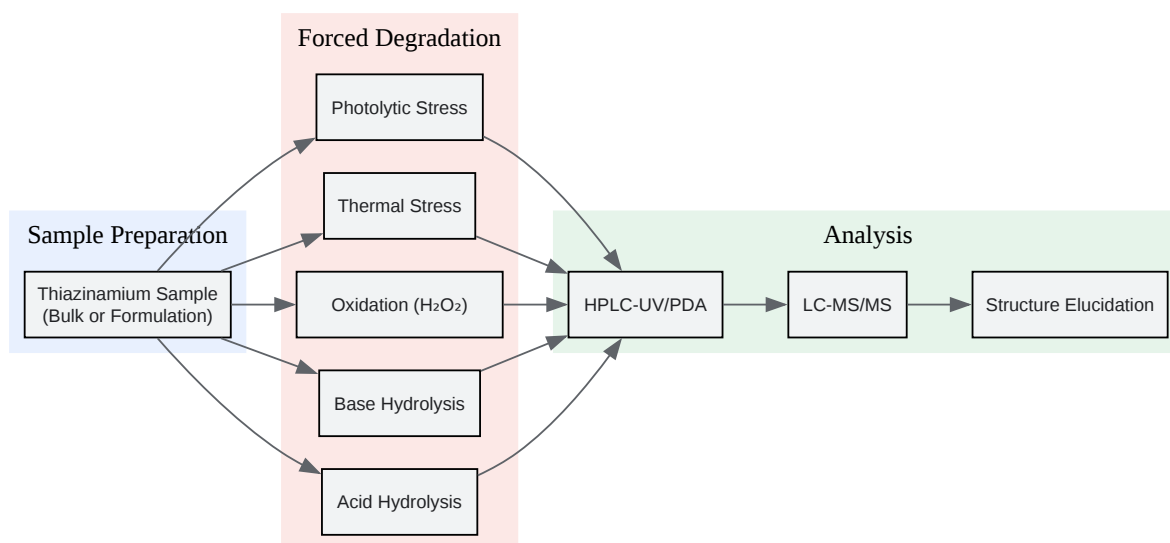 Forced Degradation
Photolytic Stress
Thermal Stress
Sample Preparation
Analysis
Thiazinamium Sample
(Bulk or Formulation)
Oxidation (H₂O₂)
HPLC-UV/PDA
LC-MS/MS
Structure Elucidation
Base Hydrolysis
Acid Hydrolysis